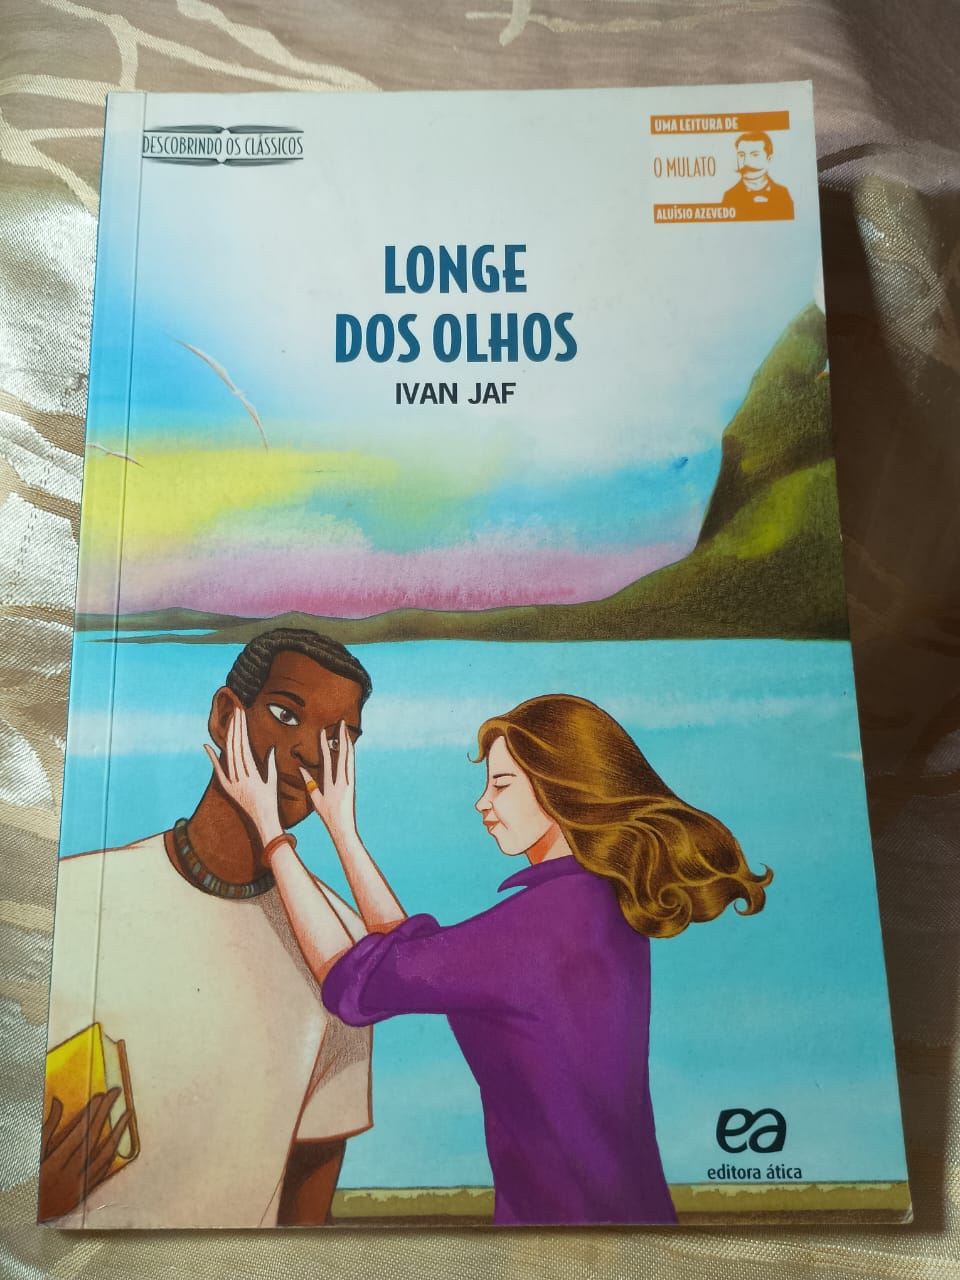 DESCOBRINDO OS CLÁSSICOS
UMA LEITURA DE
O MULATO
ALUÍSIO AZEVEDO
LONGE
DOS OLHOS
IVAN JAF
ea
editora ática